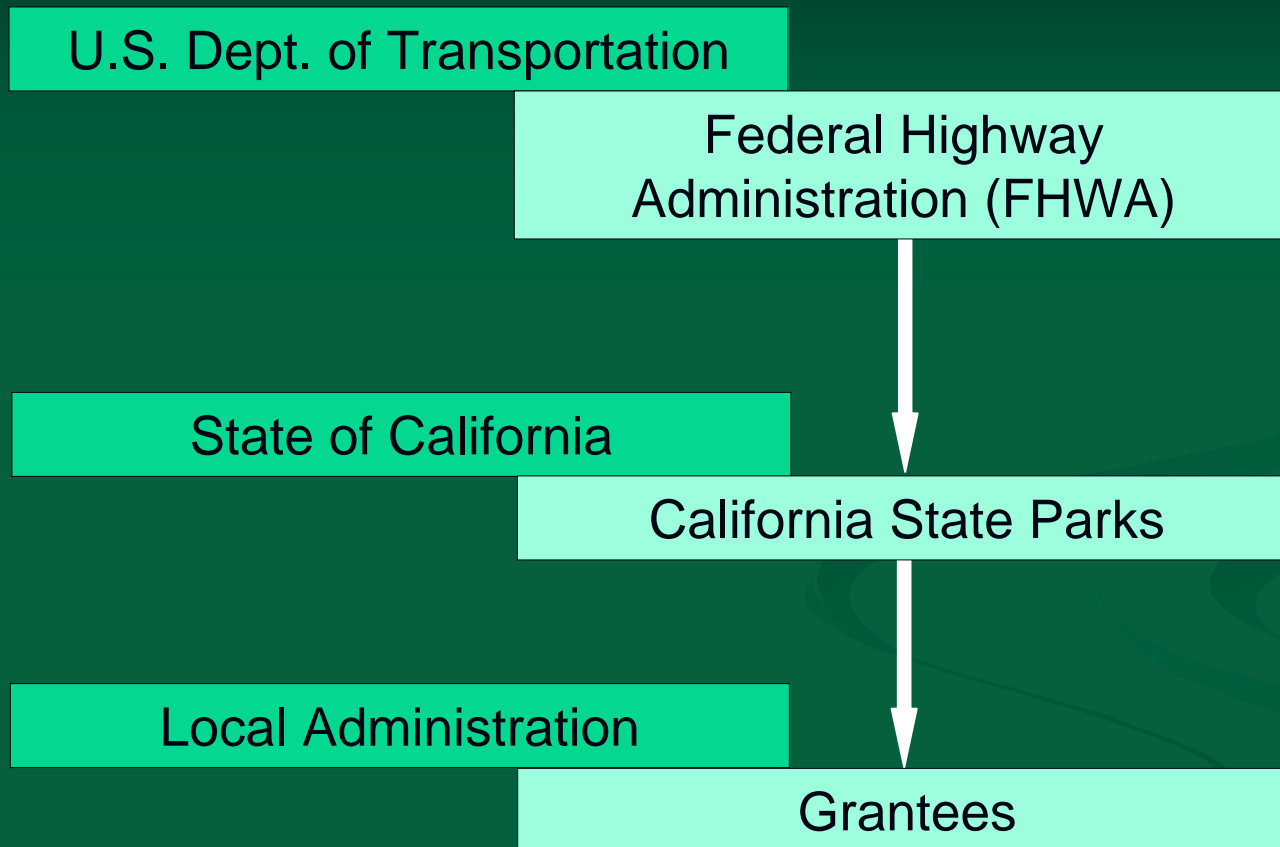 U.S. Dept. of Transportation
Federal Highway
Administration (FHWA)
State of California
California State Parks
Local Administration
Grantees